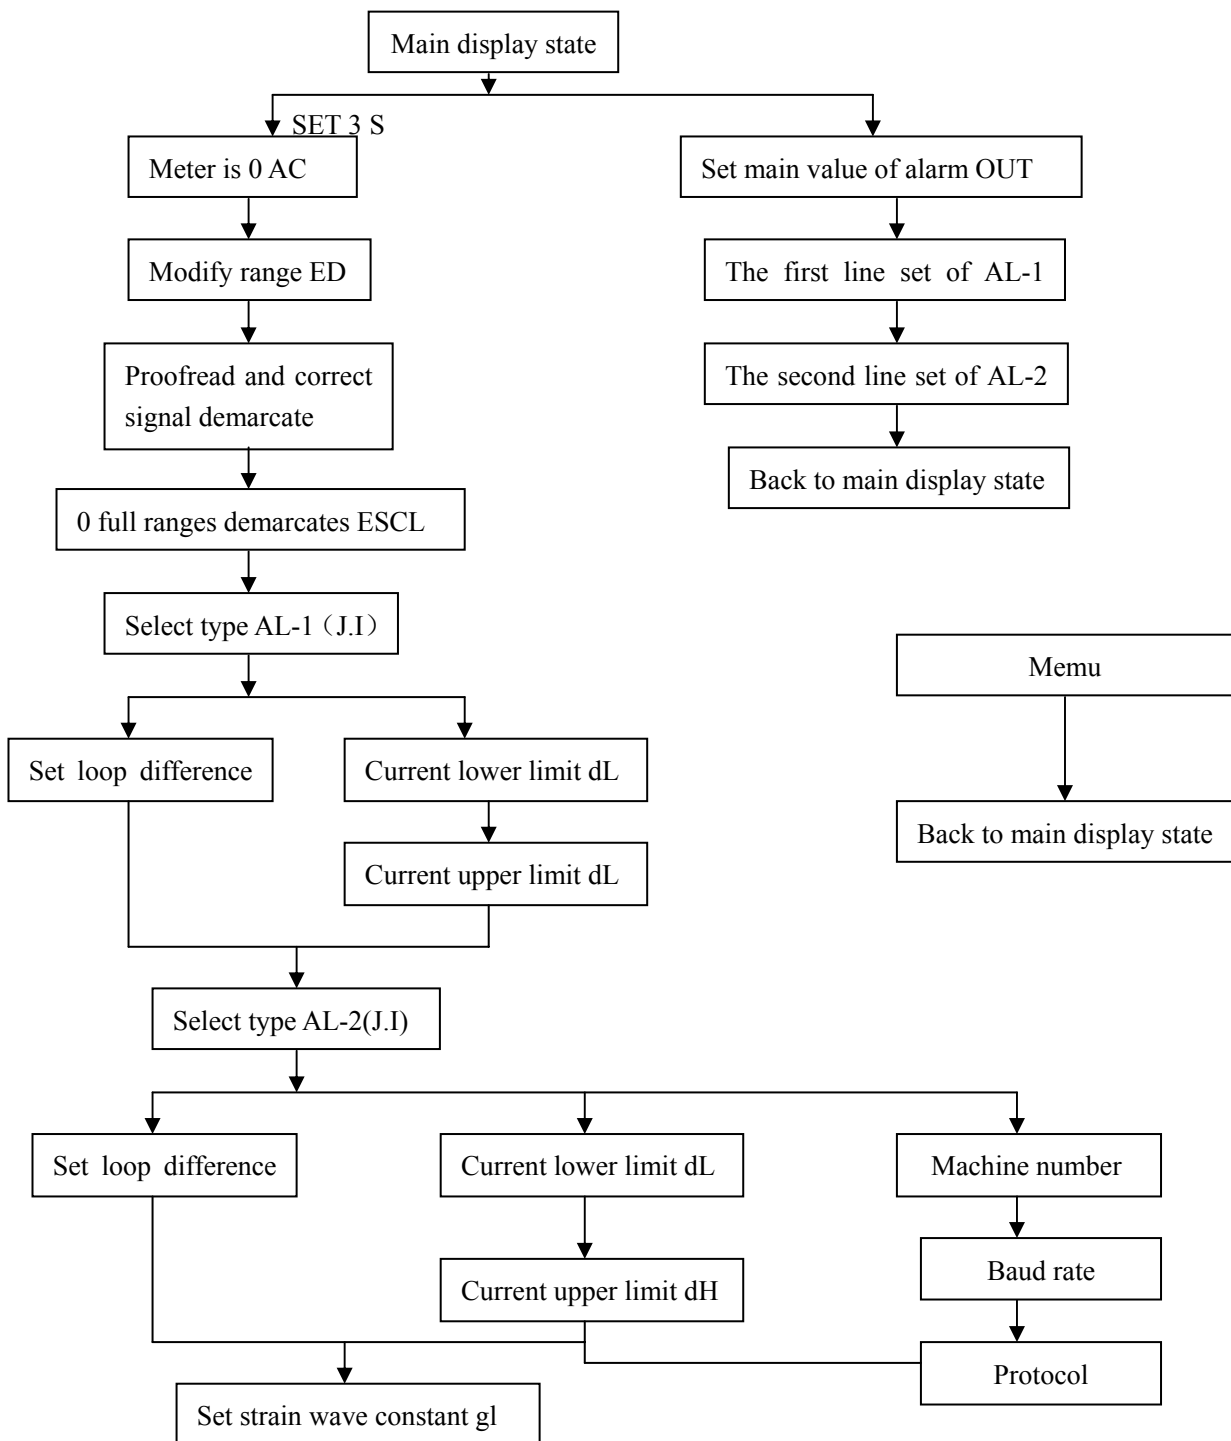 Main display state
SET 3 S
Meter is 0 AC
Set main value of alarm OUT
Modify range ED
The first line set of AL-1
Proofread and correct
signal demarcate
The second line set of AL-2
Back to main display state
0 full ranges demarcates ESCL
Select type AL-1（J.I）
Memu
Set loop difference
Current lower limit dL
Back to main display state
Current upper limit dL
Select type AL-2(J.I)
Set loop difference
Current lower limit dL
Machine number
Current upper limit dH
Baud rate
Protocol
Set strain wave constant gl